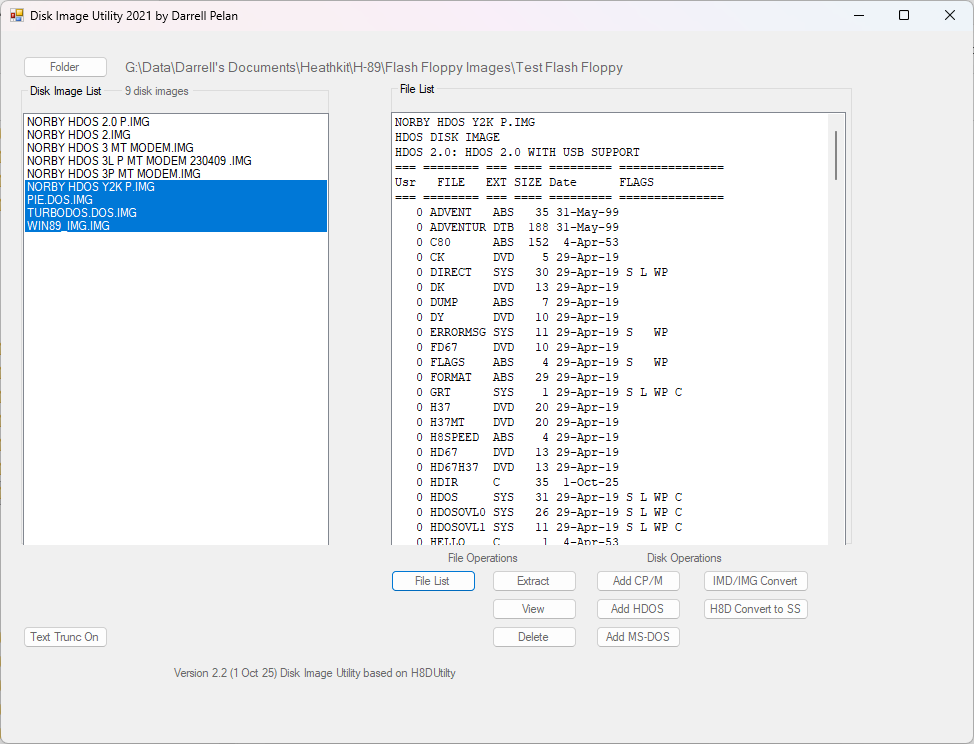 Disk Image Utility 2021 by Darrell Pelan
Folder
G:\Data\Darrell's Documents\Heathkit\H-89\Flash Floppy Images\Test Flash Floppy
Disk Image List
9 disk images
NORBY HDOS 2.0 P.IMG
NORBY HDOS 2.IMG
NORBY HDOS 3 MT MODEM.IMG
NORBY HDOS 3L P MT MODEM 230409 .IMG
NORBY HDOS 3P MT MODEM.IMG
NORBY HDOS Y2K P.IMG
PIE.DOS.IMG
TURBODOS.DOS.IMG
WIN89_IMG.IMG
File List
NORBY HDOS Y2K P.IMG
HDOS DISK IMAGE
HDOS 2.0: HDOS 2.0 WITH USB SUPPORT
=== ======== === ==== ========= ===============
Usr   FILE   EXT SIZE Date      FLAGS
=== ======== === ==== ========= ===============
0 ADVENT   ABS   35 31-May-99
0 ADVENTUR DTB  188 31-May-99
0 C80      ABS  152  4-Apr-53
0 CK       DVD    5 29-Apr-19
0 DIRECT   SYS   30 29-Apr-19 S L WP
0 DK       DVD   13 29-Apr-19
0 DUMP     ABS    7 29-Apr-19
0 DY       DVD   10 29-Apr-19
0 ERRORMSG SYS   11 29-Apr-19 S   WP
0 FD67     DVD   10 29-Apr-19
0 FLAGS    ABS    4 29-Apr-19 S   WP
0 FORMAT   ABS   29 29-Apr-19
0 GRT      SYS    1 29-Apr-19 S L WP C
0 H37      DVD   20 29-Apr-19
0 H37MT    DVD   20 29-Apr-19
0 H8SPEED  ABS    4 29-Apr-19
0 HD67     DVD   13 29-Apr-19
0 HD67H37  DVD   13 29-Apr-19
0 HDIR     C     35  1-Oct-25
0 HDOS     SYS   31 29-Apr-19 S L WP C
0 HDOSOVL0 SYS   26 29-Apr-19 S L WP C
0 HDOSOVL1 SYS   11 29-Apr-19 S L WP C
0 HELLO    C      1  4-Apr-53
File Operations
Disk Operations
File List
Extract
Add CP/M
IMD/IMG Convert
View
Add HDOS
H8D Convert to SS
Text Trunc On
Delete
Add MS-DOS
Version 2.2 (1 Oct 25) Disk Image Utility based on H8DUtilty